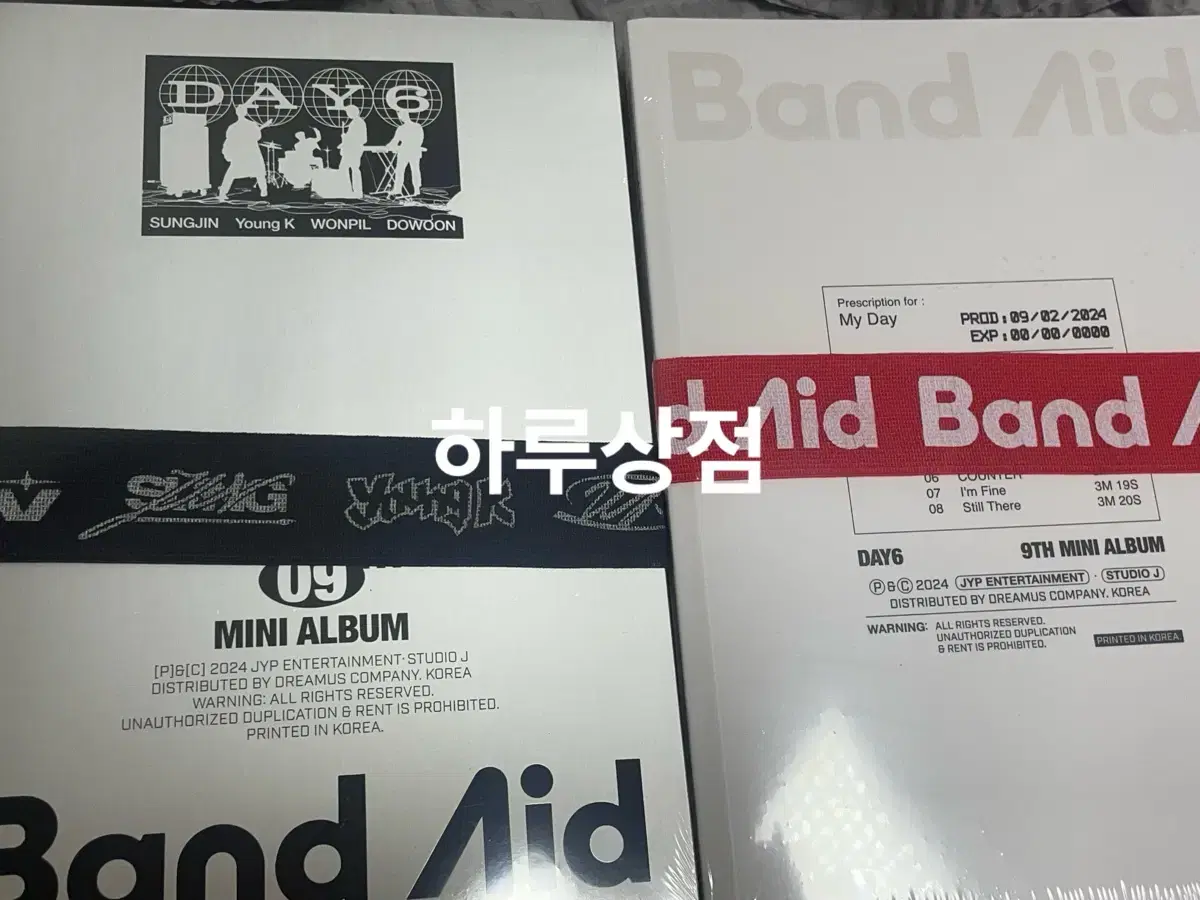 DAY6
SUNGJIN Young K WONPIL DOWOON
SUNG Young K
09
MINI ALBUM
[P]&[C] 2024 JYP ENTERTAINMENT· STUDIO J
DISTRIBUTED BY DREAMUS COMPANY. KOREA
WARNING: ALL RIGHTS RESERVED.
UNAUTHORIZED DUPLICATION & RENT IS PROHIBITED.
PRINTED IN KOREA.
Band Aid
하루상점
Band Aid
Prescription for :
My Day
PROD:09/02/2024
EXP:00/00/0000
d Aid Band A
06 COUNTER
07 I'm Fine 3M 19S
08 Still There 3M 20S
DAY6 9TH MINI ALBUM
Ⓟ&Ⓒ 2024 JYP ENTERTAINMENT · STUDIO J
DISTRIBUTED BY DREAMUS COMPANY. KOREA
WARNING: ALL RIGHTS RESERVED.
UNAUTHORIZED DUPLICATION
& RENT IS PROHIBITED.
PRINTED IN KOREA.